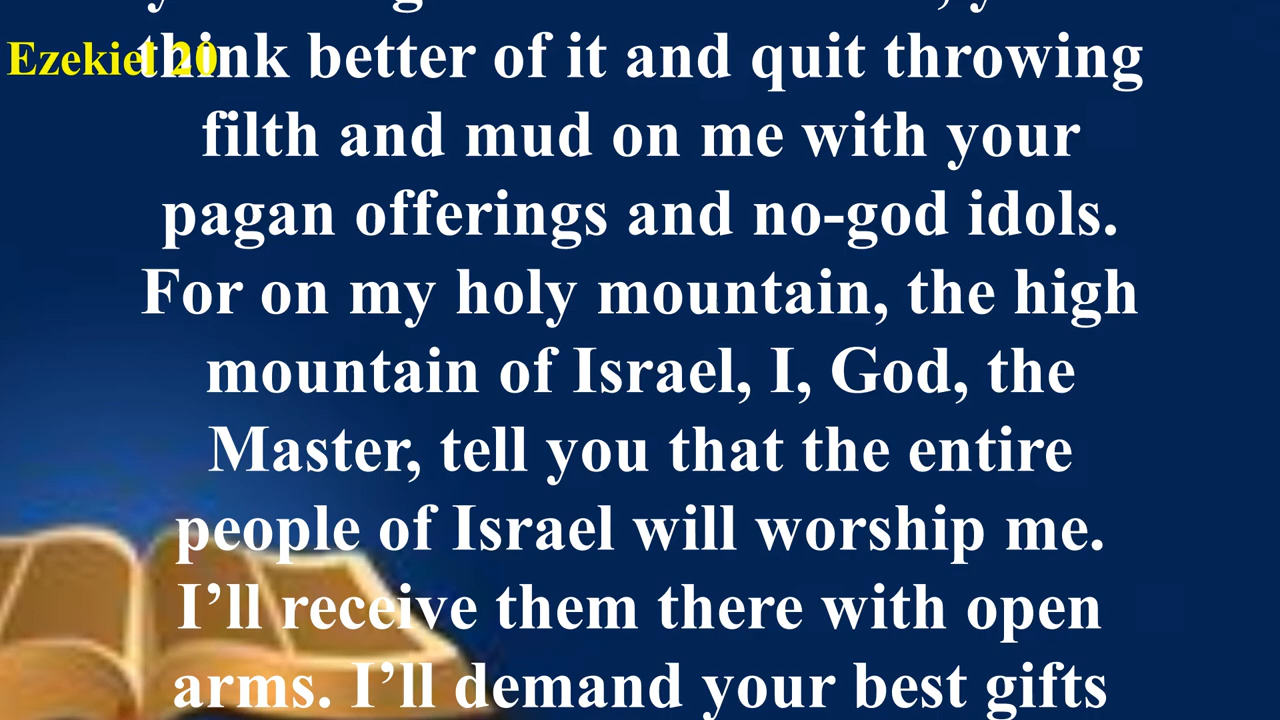 Ezekiel 20
think better of it and quit throwing
filth and mud on me with your
pagan offerings and no-god idols.
For on my holy mountain, the high
mountain of Israel, I, God, the
Master, tell you that the entire
people of Israel will worship me.
I’ll receive them there with open
arms. I’ll demand your best gifts